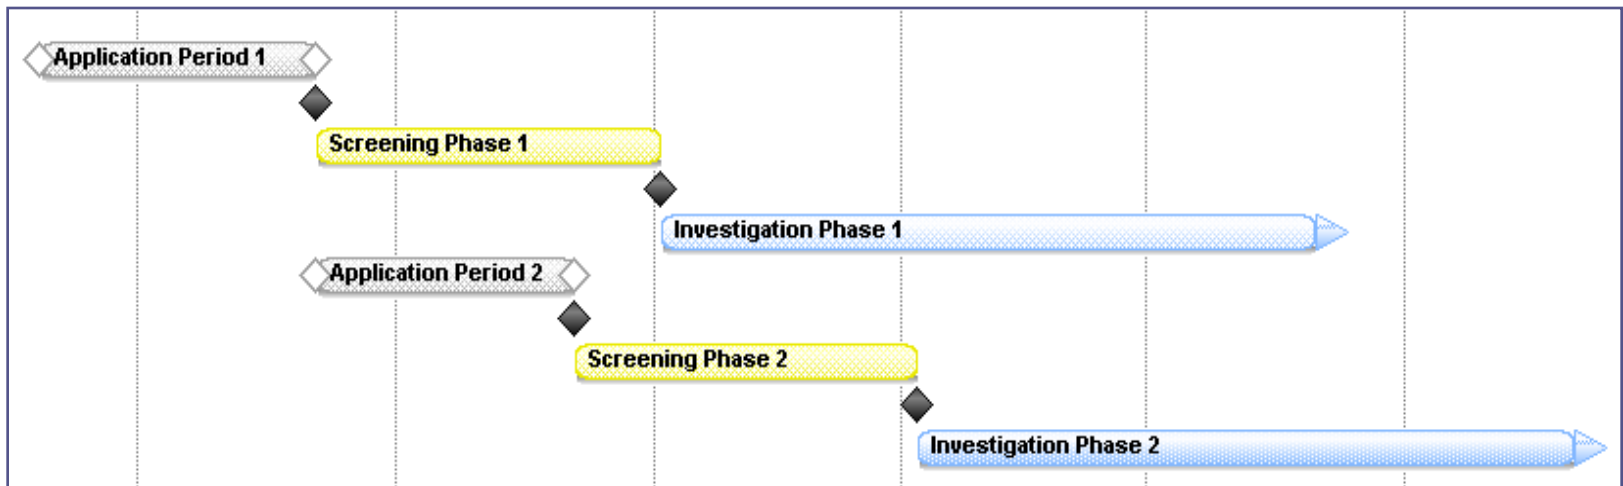 Application Period 1
Screening Phase 1
Investigation Phase 1
Application Period 2
Screening Phase 2
Investigation Phase 2